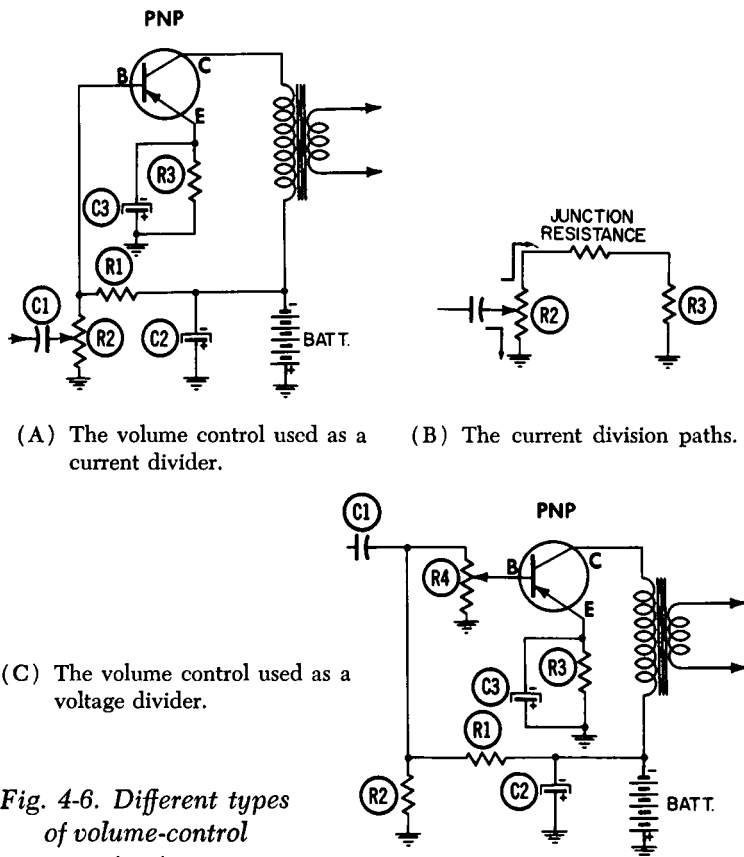 PNP
B
C
E
R3
C3
R1
C1
R2
C2
BATT.
JUNCTION
RESISTANCE
R2
R3
(A) The volume control used as a
current divider.
(B) The current division paths.
C1
PNP
R4
B
C
E
R3
C3
R1
R2
C2
BATT.
(C) The volume control used as a
voltage divider.
Fig. 4-6. Different types
of volume-control